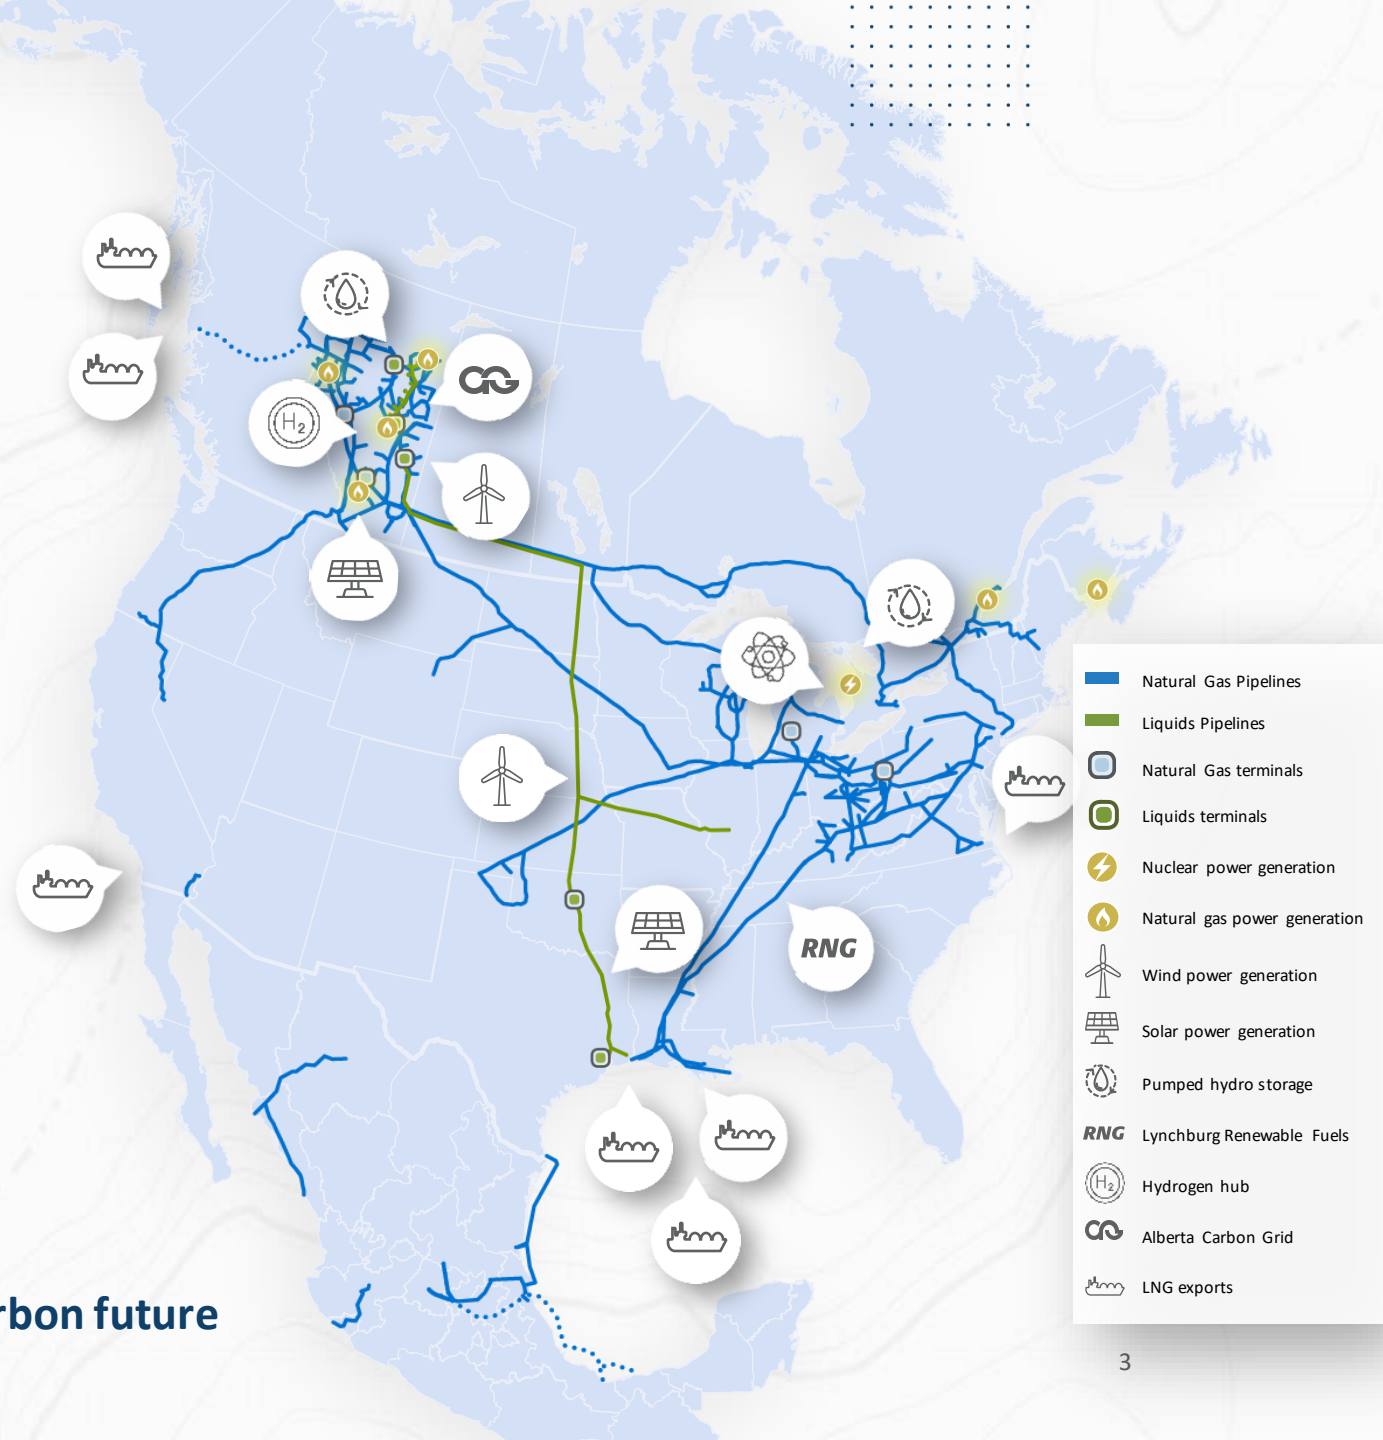 H2
RNG
Natural Gas Pipelines
Liquids Pipelines
Natural Gas terminals
Liquids terminals
Nuclear power generation
Natural gas power generation
Wind power generation
Solar power generation
Pumped hydro storage
RNG Lynchburg Renewable Fuels
H2 Hydrogen hub
Alberta Carbon Grid
LNG exports
rbon future
3